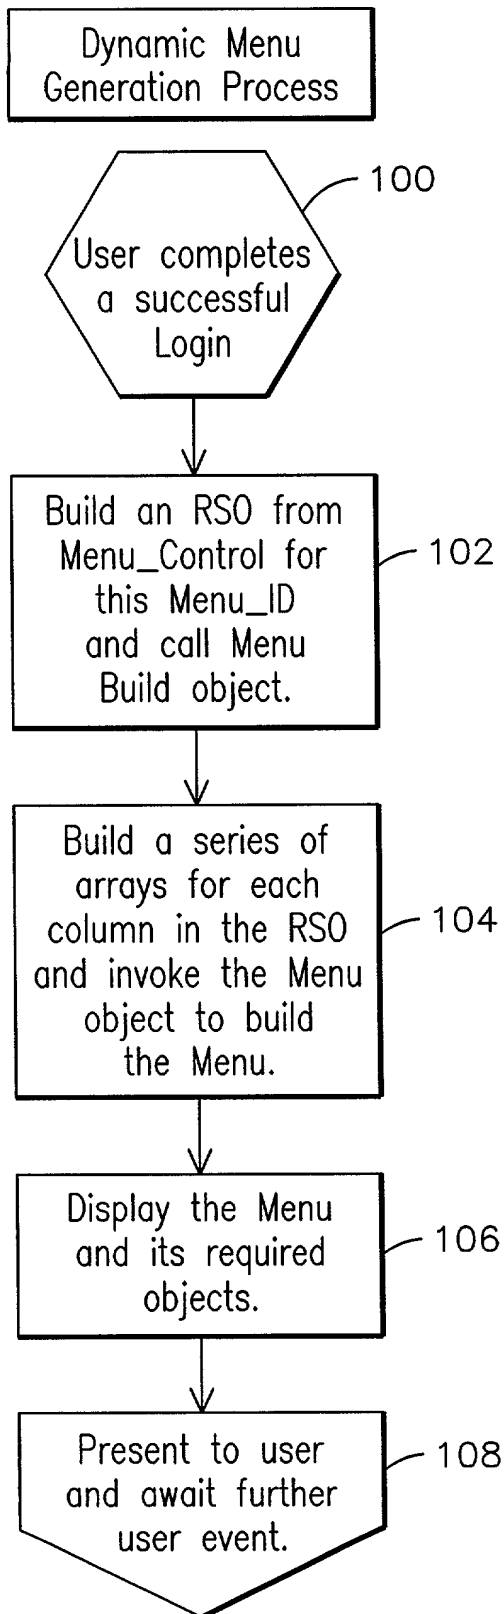 Dynamic Menu
Generation Process
100
User completes
a successful
Login
Build an RSO from
Menu_Control for
this Menu_ID
and call Menu
Build object.
102
Build a series of
arrays for each
column in the RSO
and invoke the Menu
object to build
the Menu.
104
Display the Menu
and its required
objects.
106
Present to user
and await further
user event.
108